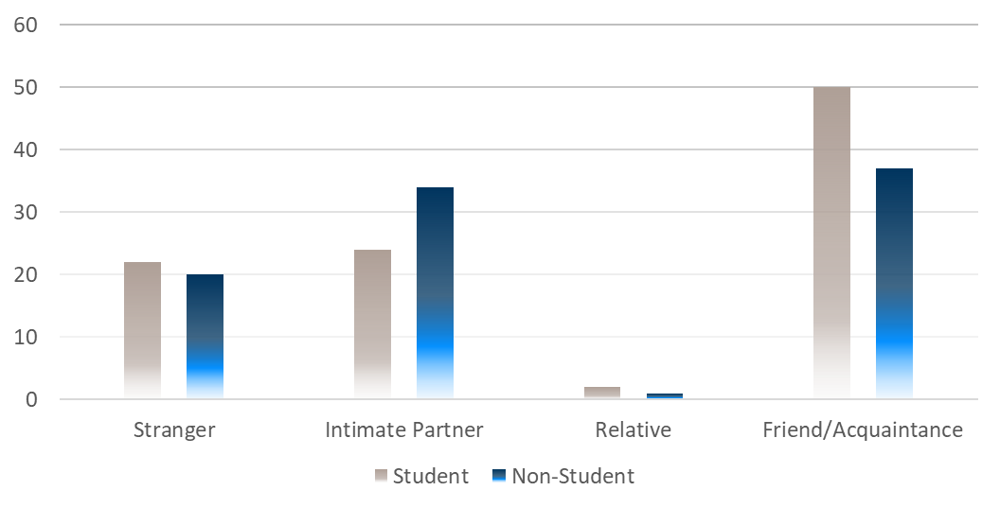 60
50
40
30
20
10
0
Stranger
Intimate Partner
Relative
Friend/Acquaintance
Student
Non-Student